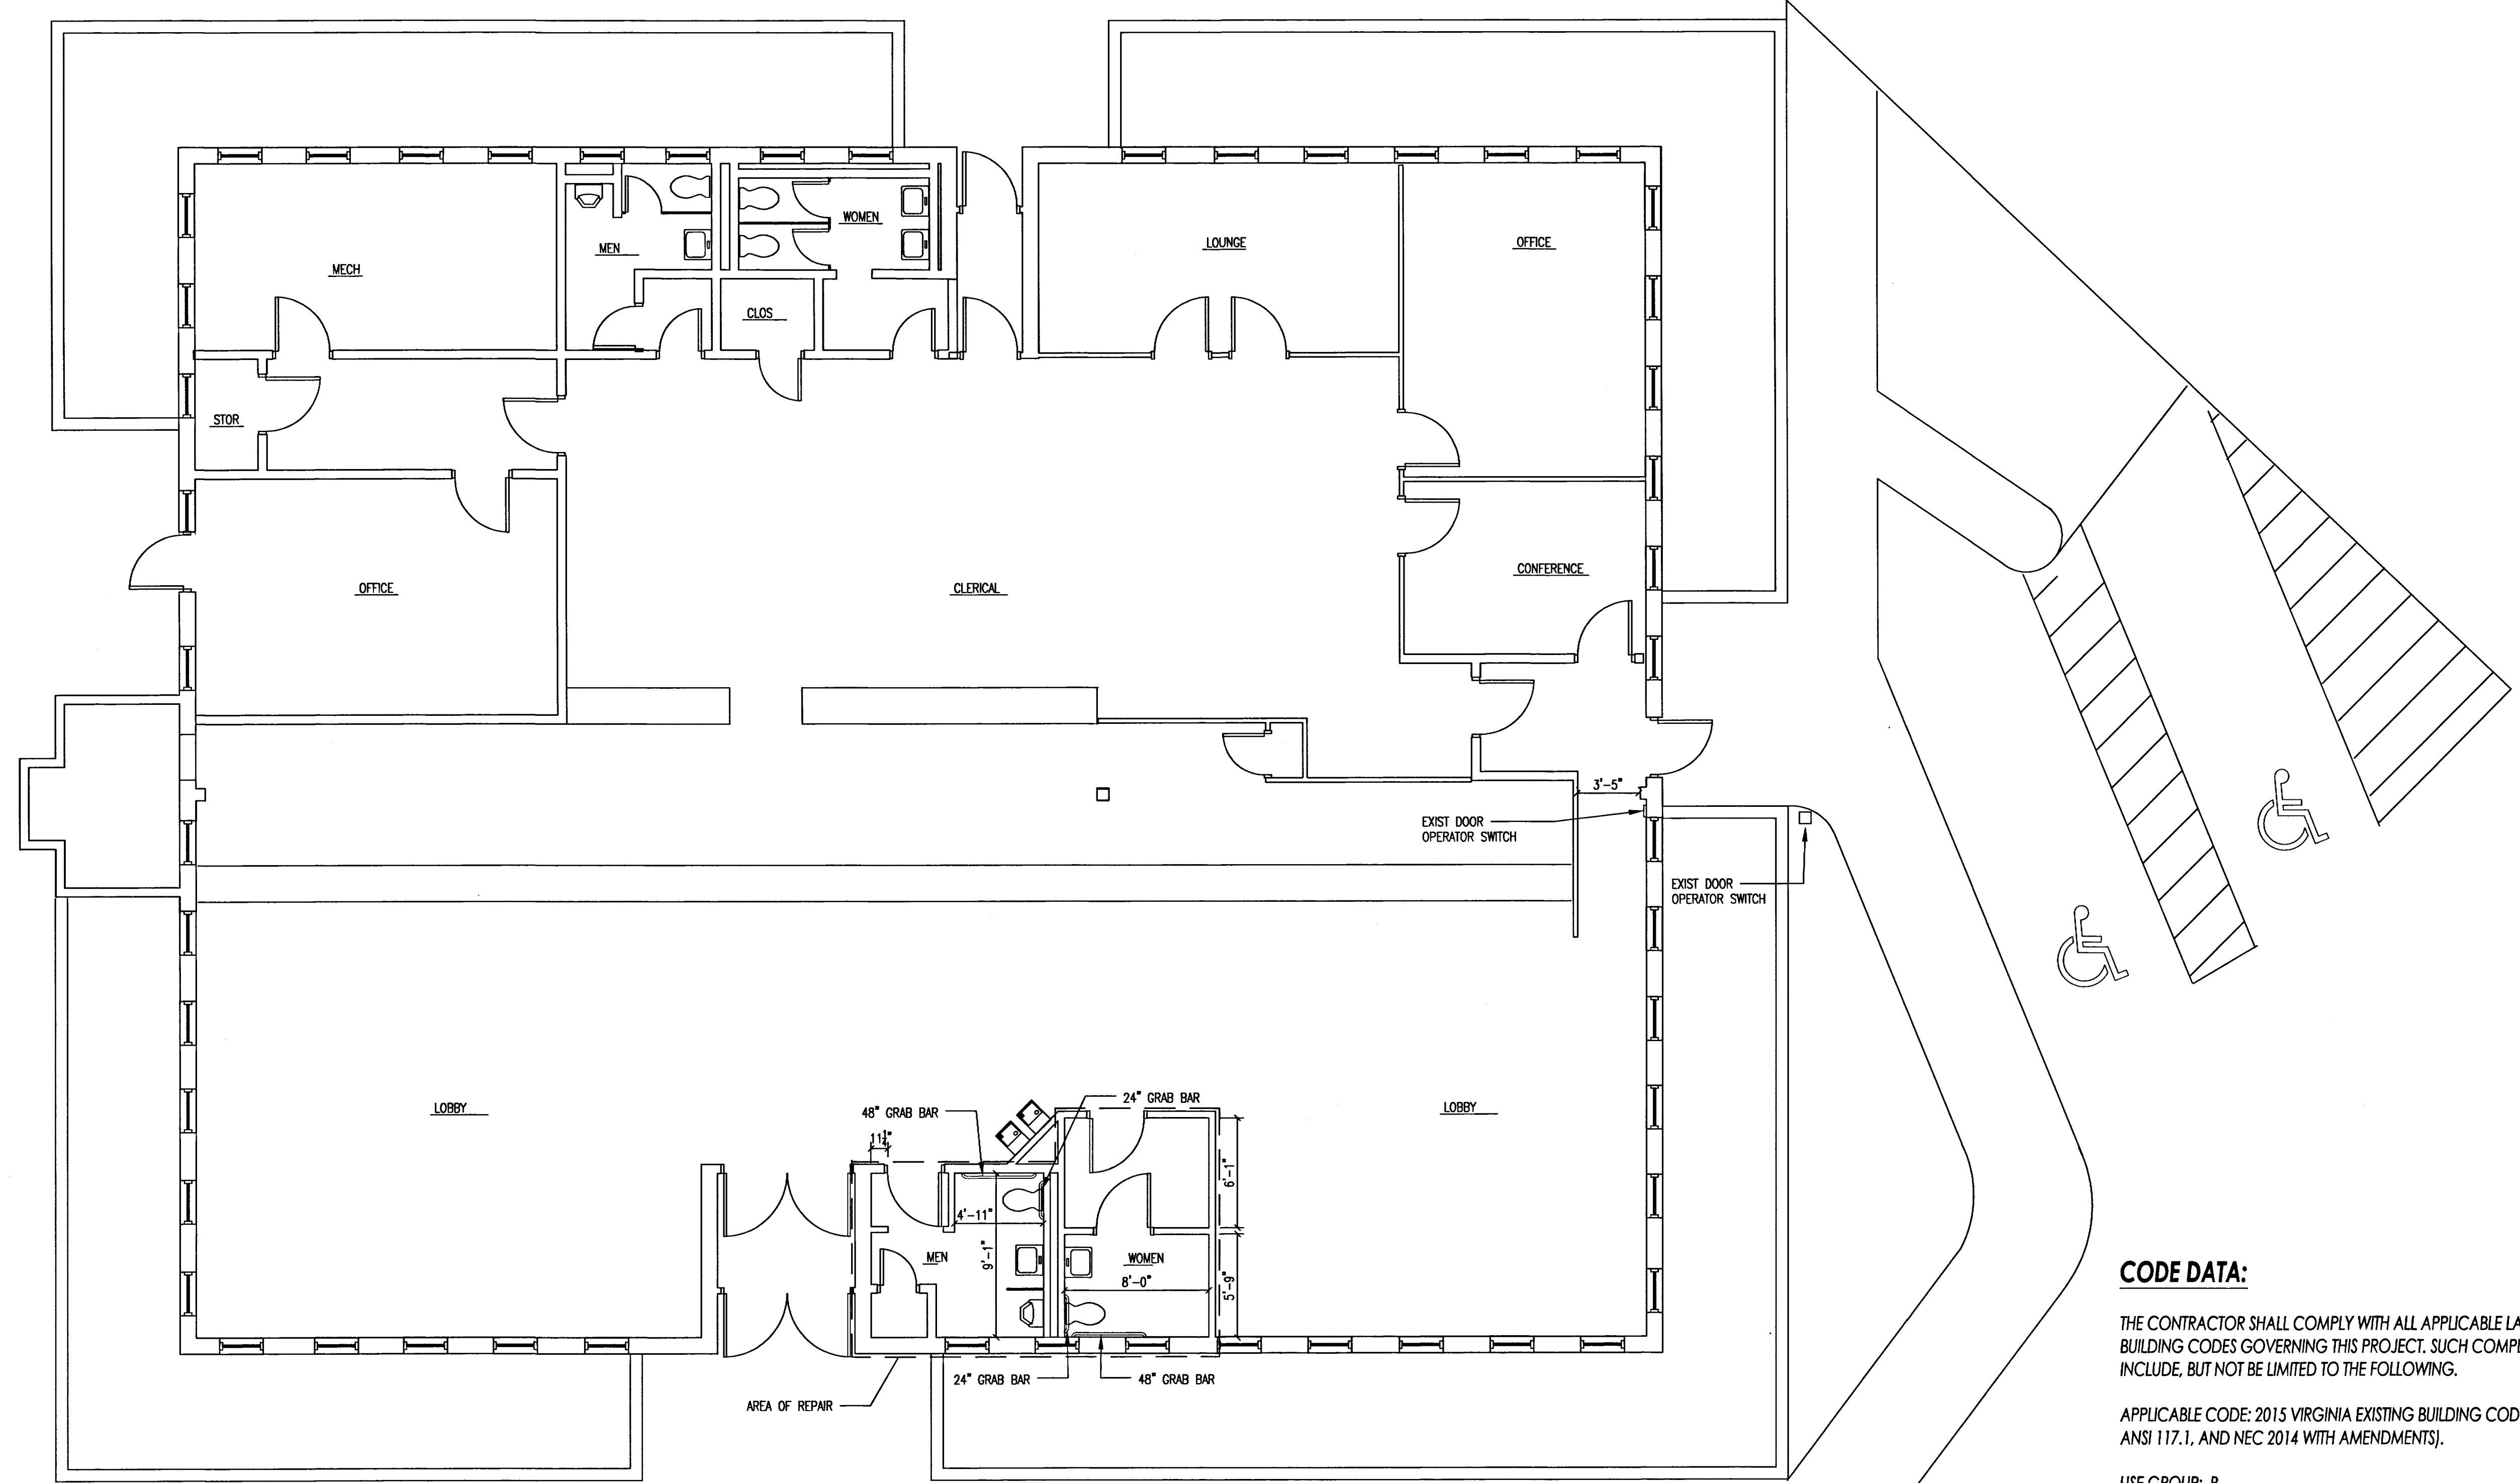 WOMEN
LOUNGE
OFFICE
MEN
MECH
CLOS
STOR
OFFICE
CLERICAL
CONFERENCE
3'-5"
EXIST DOOR
OPERATOR SWITCH
EXIST DOOR
OPERATOR SWITCH
LOBBY
48" GRAB BAR
24" GRAB BAR
LOBBY
11½"
6'-1"
4'-11"
MEN
9'-1"
WOMEN
8'-0"
5'-9"
24" GRAB BAR
48" GRAB BAR
AREA OF REPAIR
CODE DATA:
THE CONTRACTOR SHALL COMPLY WITH ALL APPLICABLE
BUILDING CODES GOVERNING THIS PROJECT. SUCH
INCLUDE, BUT NOT BE LIMITED TO THE FOLLOWING.
APPLICABLE CODE: 2015 VIRGINIA EXISTING BUILDING
ANSI 117.1, AND NEC 2014 WITH AMENDMENTS).
USE GROUP: B